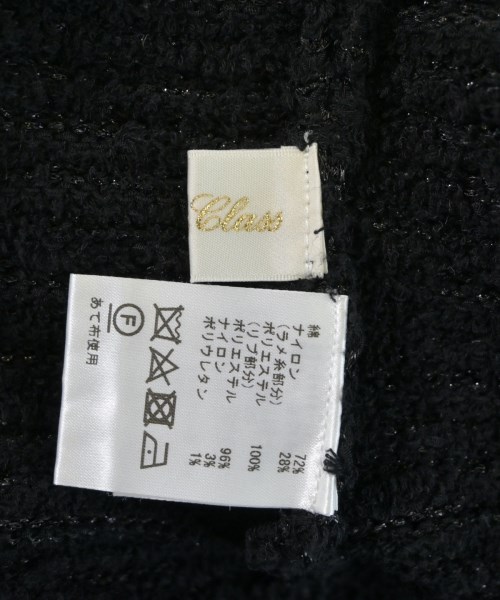 Class
綿 72%
ナイロン 28%
(ラメ糸部分)
ポリエステル 100%
(リブ部分)
ポリエステル 96%
ナイロン 3%
ポリウレタン 1%
F
あて布使用